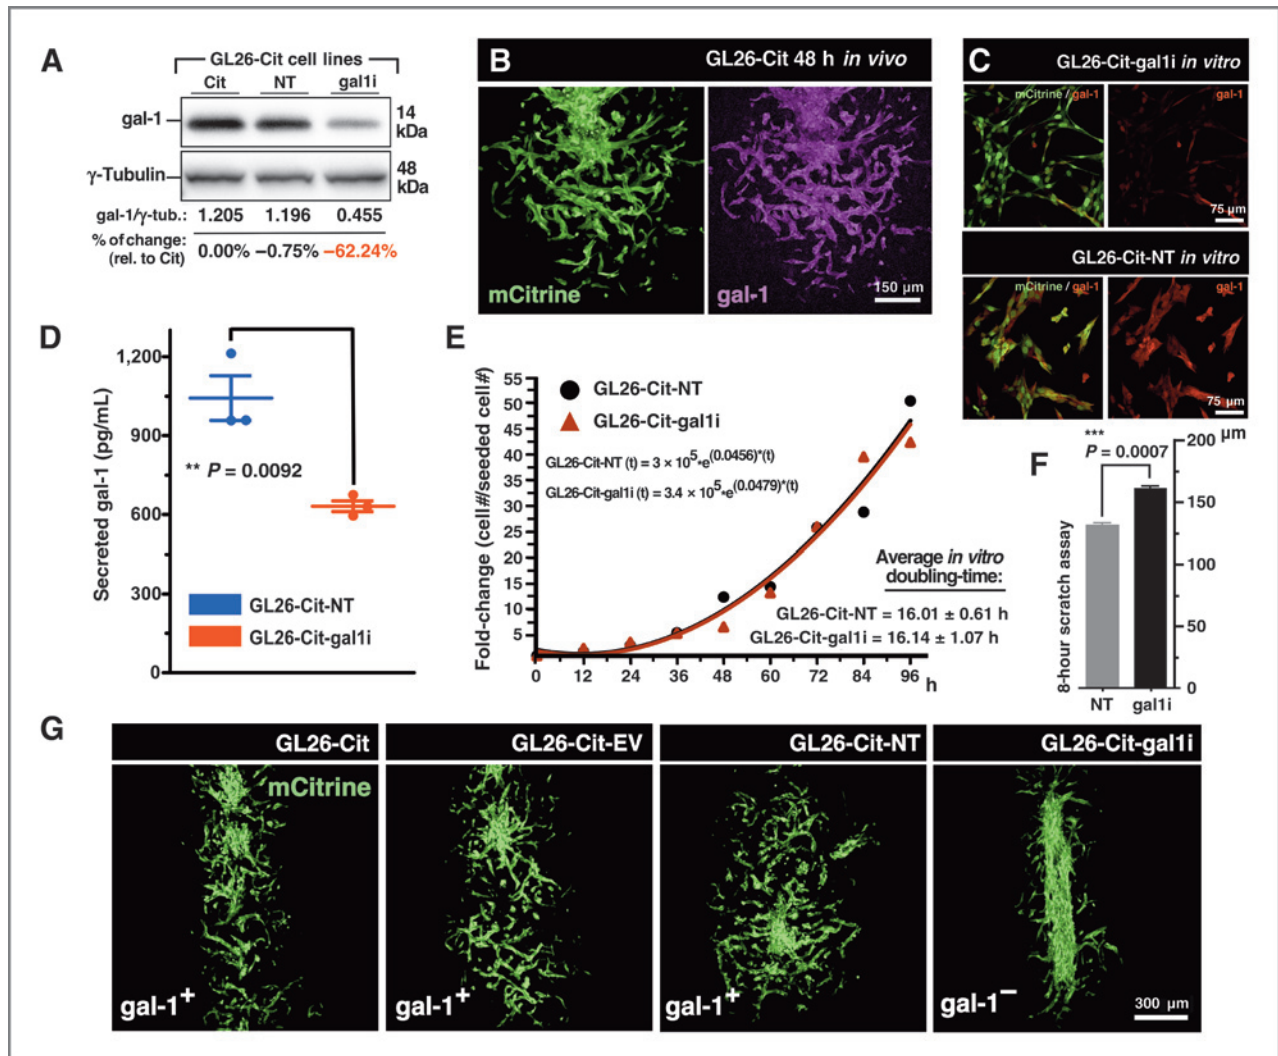 A
GL26-Cit cell lines
Cit NT gal1i
gal-1
14 kDa
γ-Tubulin
48 kDa
gal-1/γ-tub.: 1.205 1.196 0.455
% of change: (rel. to Cit) 0.00% −0.75% −62.24%
B
GL26-Cit 48 h in vivo
mCitrine
gal-1
150 µm
C
GL26-Cit-gal1i in vitro
mCitrine / gal-1
gal-1
75 µm
GL26-Cit-NT in vitro
mCitrine / gal-1
gal-1
75 µm
D
Secreted gal-1 (pg/mL)
1,200
900
600
300
0
** P = 0.0092
GL26-Cit-NT
GL26-Cit-gal1i
E
Fold-change (cell#/seeded cell#)
55
50
45
40
35
30
25
20
15
10
5
0 12 24 36 48 60 72 84 96 h
GL26-Cit-NT
GL26-Cit-gal1i
GL26-Cit-NT (t) = 3 × 10^5*e^(0.0456)*(t)
GL26-Cit-gal1i (t) = 3.4 × 10^5*e^(0.0479)*(t)
Average in vitro
doubling-time:
GL26-Cit-NT = 16.01 ± 0.61 h
GL26-Cit-gal1i = 16.14 ± 1.07 h
F
***
P = 0.0007
µm
200
150
100
50
0
8-hour scratch assay
NT gal1i
G
GL26-Cit
mCitrine
gal-1+
GL26-Cit-EV
gal-1+
GL26-Cit-NT
gal-1+
GL26-Cit-gal1i
gal-1−
300 µm